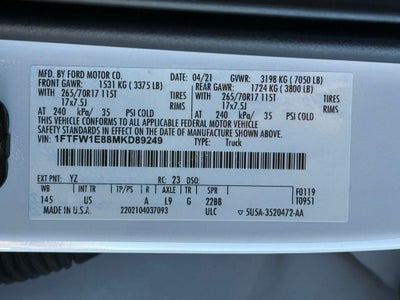 MFD. BY FORD MOTOR CO.
DATE: 04/21 GVWR: 3198 KG ( 7050 LB)
FRONT GAWR: 1531 KG ( 3375 LB) REAR GAWR: 1724 KG ( 3800 LB)
WITH 265/70R17 115T TIRES WITH 265/70R17 115T TIRES
17x7.5J RIMS 17x7.5J RIMS
AT 240 kPa/ 35 PSI COLD AT 240 kPa/ 35 PSI COLD
THIS VEHICLE CONFORMS TO ALL APPLICABLE FEDERAL MOTOR VEHICLE
SAFETY STANDARDS IN EFFECT ON THE DATE OF MANUFACTURE SHOWN ABOVE.
VIN: 1FTFW1E88MKD89249
TYPE: Truck
EXT PNT: YZ RC: 23 DSO: F0119
WB INT TR TP/PS R AXLE TR SPR T0951
145 US A L9 G 22BB
MADE IN U.S.A. 2202104037093 ULC 5U5A-3520472-AA